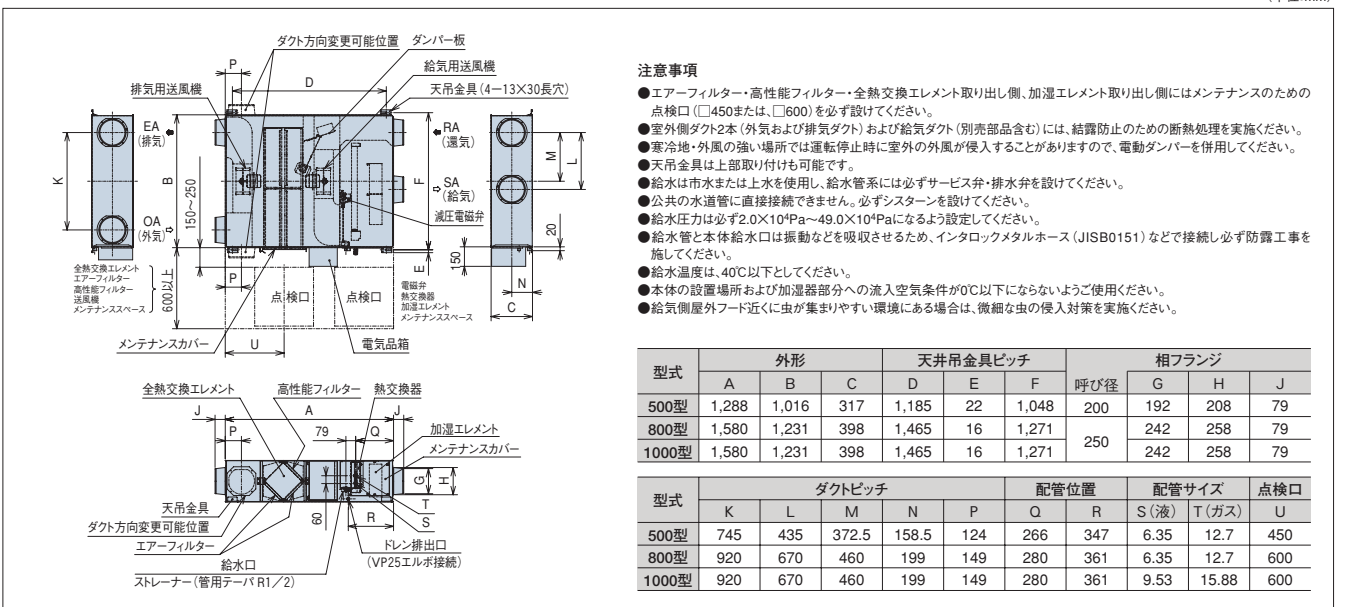 ダクト方向変更可能位置
ダンパー板
P
D
給気用送風機
排気用送風機
天吊金具(4−13×30長穴)
EA
(排気)
RA
(還気)
K
B
F
M
L
SA
(給気)
OA
(外気)
150〜250
減圧電磁弁
20
150
E
N
C
P
全熱交換エレメント
エアーフィルター
高性能フィルター
送風機
メンテナンススペース
600以上
点検口
点検口
電磁弁
熱交換器
加湿エレメント
メンテナンススペース
メンテナンスカバー
U
電気品箱
全熱交換エレメント
高性能フィルター
熱交換器
J
A
J
P
79
Q
加湿エレメント
メンテナンスカバー
G
H
天吊金具
60
R
T
S
ダクト方向変更可能位置
エアーフィルター
ドレン排出口
(VP25エルボ接続)
給水口
ストレーナー(管用テーパ R1/2)
注意事項
●エアーフィルター・高性能フィルター・全熱交換エレメント取り出し側、加湿エレメント取り出し側にはメンテナンスのための
点検口(□450または、□600)を必ず設けてください。
●室外側ダクト2本(外気および排気ダクト)および給気ダクト(別売部品含む)には、結露防止のための断熱処理を実施ください。
●寒冷地・外風の強い場所では運転停止時に室外の外風が侵入することがありますので、電動ダンパーを併用してください。
●天吊金具は上部取り付けも可能です。
●給水は市水または上水を使用し、給水管系には必ずサービス弁・排水弁を設けてください。
●公共の水道管に直接接続できません。必ずシスターンを設けてください。
●給水圧力は必ず2.0×10⁴Pa〜49.0×10⁴Paになるよう設定してください。
●給水管と本体給水口は振動などを吸収させるため、インタロックメタルホース(JISB0151)などで接続し必ず防露工事を
施してください。
●給水温度は、40℃以下としてください。
●本体の設置場所および加湿器部分への流入空気条件が0℃以下にならないようご使用ください。
●給気側屋外フード近くに虫が集まりやすい環境にある場合は、微細な虫の侵入対策を実施ください。
型式 外形 天井吊金具ピッチ 相フランジ
A B C D E F 呼び径 G H J
500型 1,288 1,016 317 1,185 22 1,048 200 192 208 79
800型 1,580 1,231 398 1,465 16 1,271 250 242 258 79
1000型 1,580 1,231 398 1,465 16 1,271 242 258 79
型式 ダクトピッチ 配管位置 配管サイズ 点検口
K L M N P Q R S(液) T(ガス) U
500型 745 435 372.5 158.5 124 266 347 6.35 12.7 450
800型 920 670 460 199 149 280 361 6.35 12.7 600
1000型 920 670 460 199 149 280 361 9.53 15.88 600